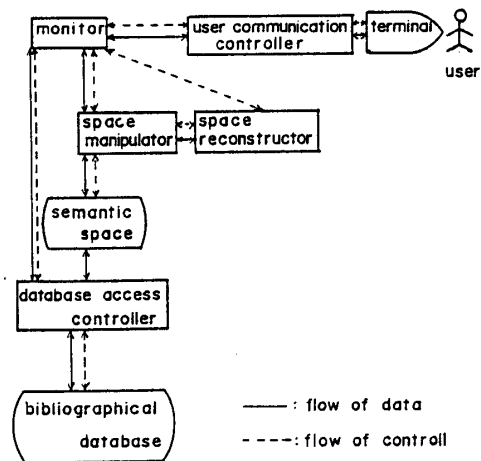 monitor
user communication
controller
terminal
user
space
manipulator
space
reconstructor
semantic
space
database access
controller
bibliographical
database
: flow of data
: flow of controll